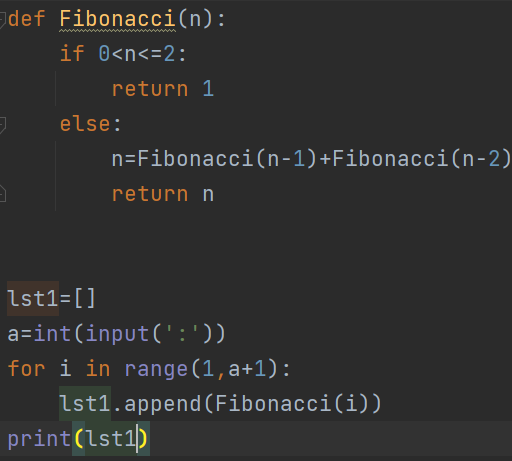 def Fibonacci(n):
    if 0<n<=2:
        return 1
    else:
        n=Fibonacci(n-1)+Fibonacci(n-2)
        return n
lst1=[]
a=int(input(':'))
for i in range(1,a+1):
    lst1.append(Fibonacci(i))
print(lst1)